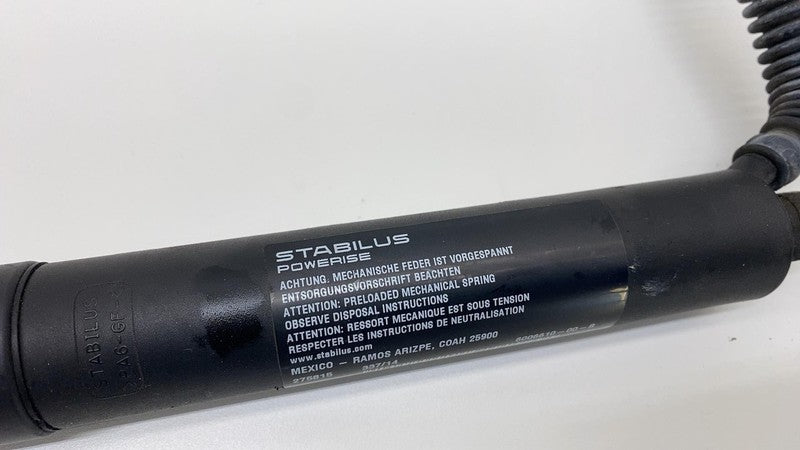 STABILUS
POWERISE
ACHTUNG. MECHANISCHE FEDER IST VORGESPANNT
ENTSORGUNGSVORSCHRIFT BEACHTEN
ATTENTION: PRELOADED MECHANICAL SPRING
OBSERVE DISPOSAL INSTRUCTIONS
ATTENTION: RESSORT MECANIQUE EST SOUS TENSION
RESPECTER LES INSTRUCTIONS DE NEUTRALISATION
www.stabilus.com
MEXICO – RAMOS ARIZPE, COAH 25900
275615
STABILUS